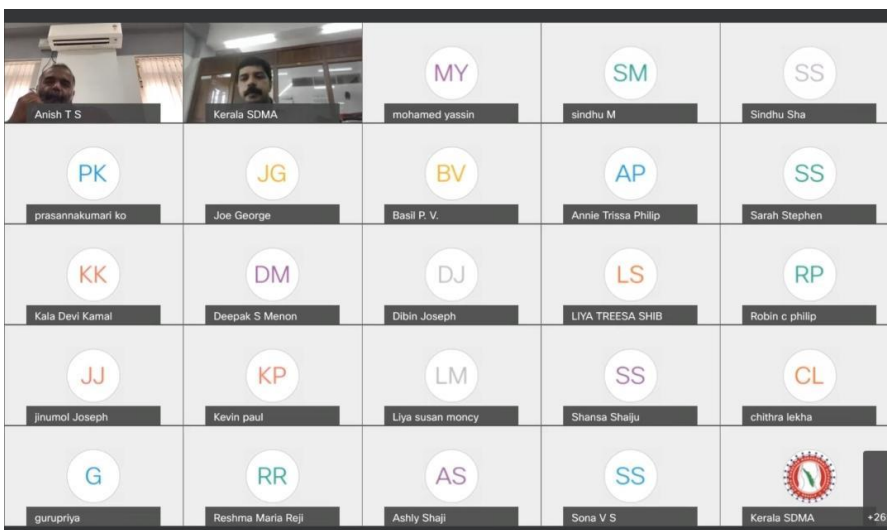 Anish T S
Kerala SDMA
MY
mohamed yassin
SM
sindhu M
SS
Sindhu Sha
PK
prasannakumari ko
JG
Joe George
BV
Basil P. V.
AP
Annie Trissa Philip
SS
Sarah Stephen
KK
Kala Devi Kamal
DM
Deepak S Menon
DJ
Dibin Joseph
LS
LIYA TREESA SHIB
RP
Robin c philip
JJ
jinumol Joseph
KP
Kevin paul
LM
Liya susan moncy
SS
Shansa Shaiju
CL
chithra lekha
G
gurupriya
RR
Reshma Maria Reji
AS
Ashly Shaji
SS
Sona V S
Kerala SDMA
+26